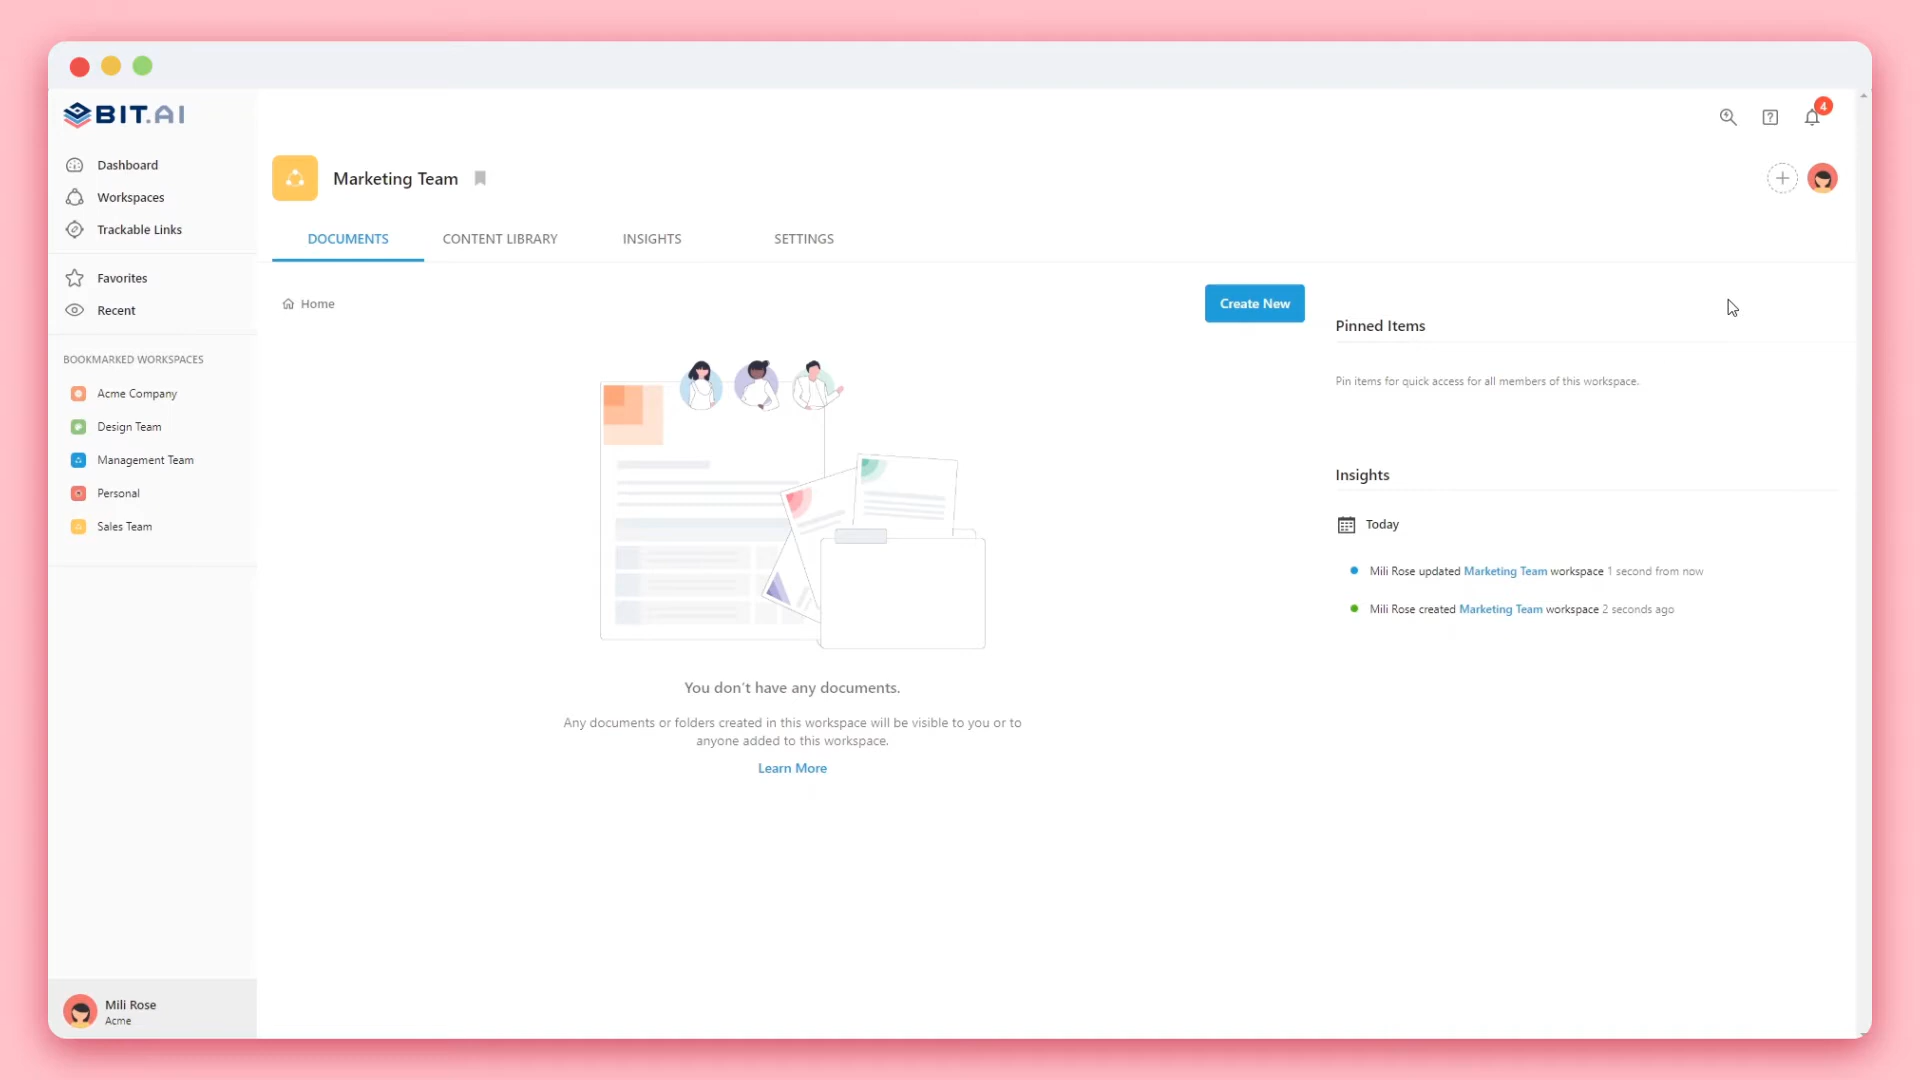 BIT.AI
Dashboard
Workspaces
Trackable Links
Favorites
Recent
BOOKMARKED WORKSPACES
Acme Company
Design Team
Management Team
Personal
Sales Team
Mili Rose
Acme
4
Marketing Team
DOCUMENTS
CONTENT LIBRARY
INSIGHTS
SETTINGS
Home
Create New
You don't have any documents.
Any documents or folders created in this workspace will be visible to you or to
anyone added to this workspace.
Learn More
Pinned Items
Pin items for quick access for all members of this workspace.
Insights
Today
Mili Rose updated Marketing Team workspace 1 second from now
Mili Rose created Marketing Team workspace 2 seconds ago